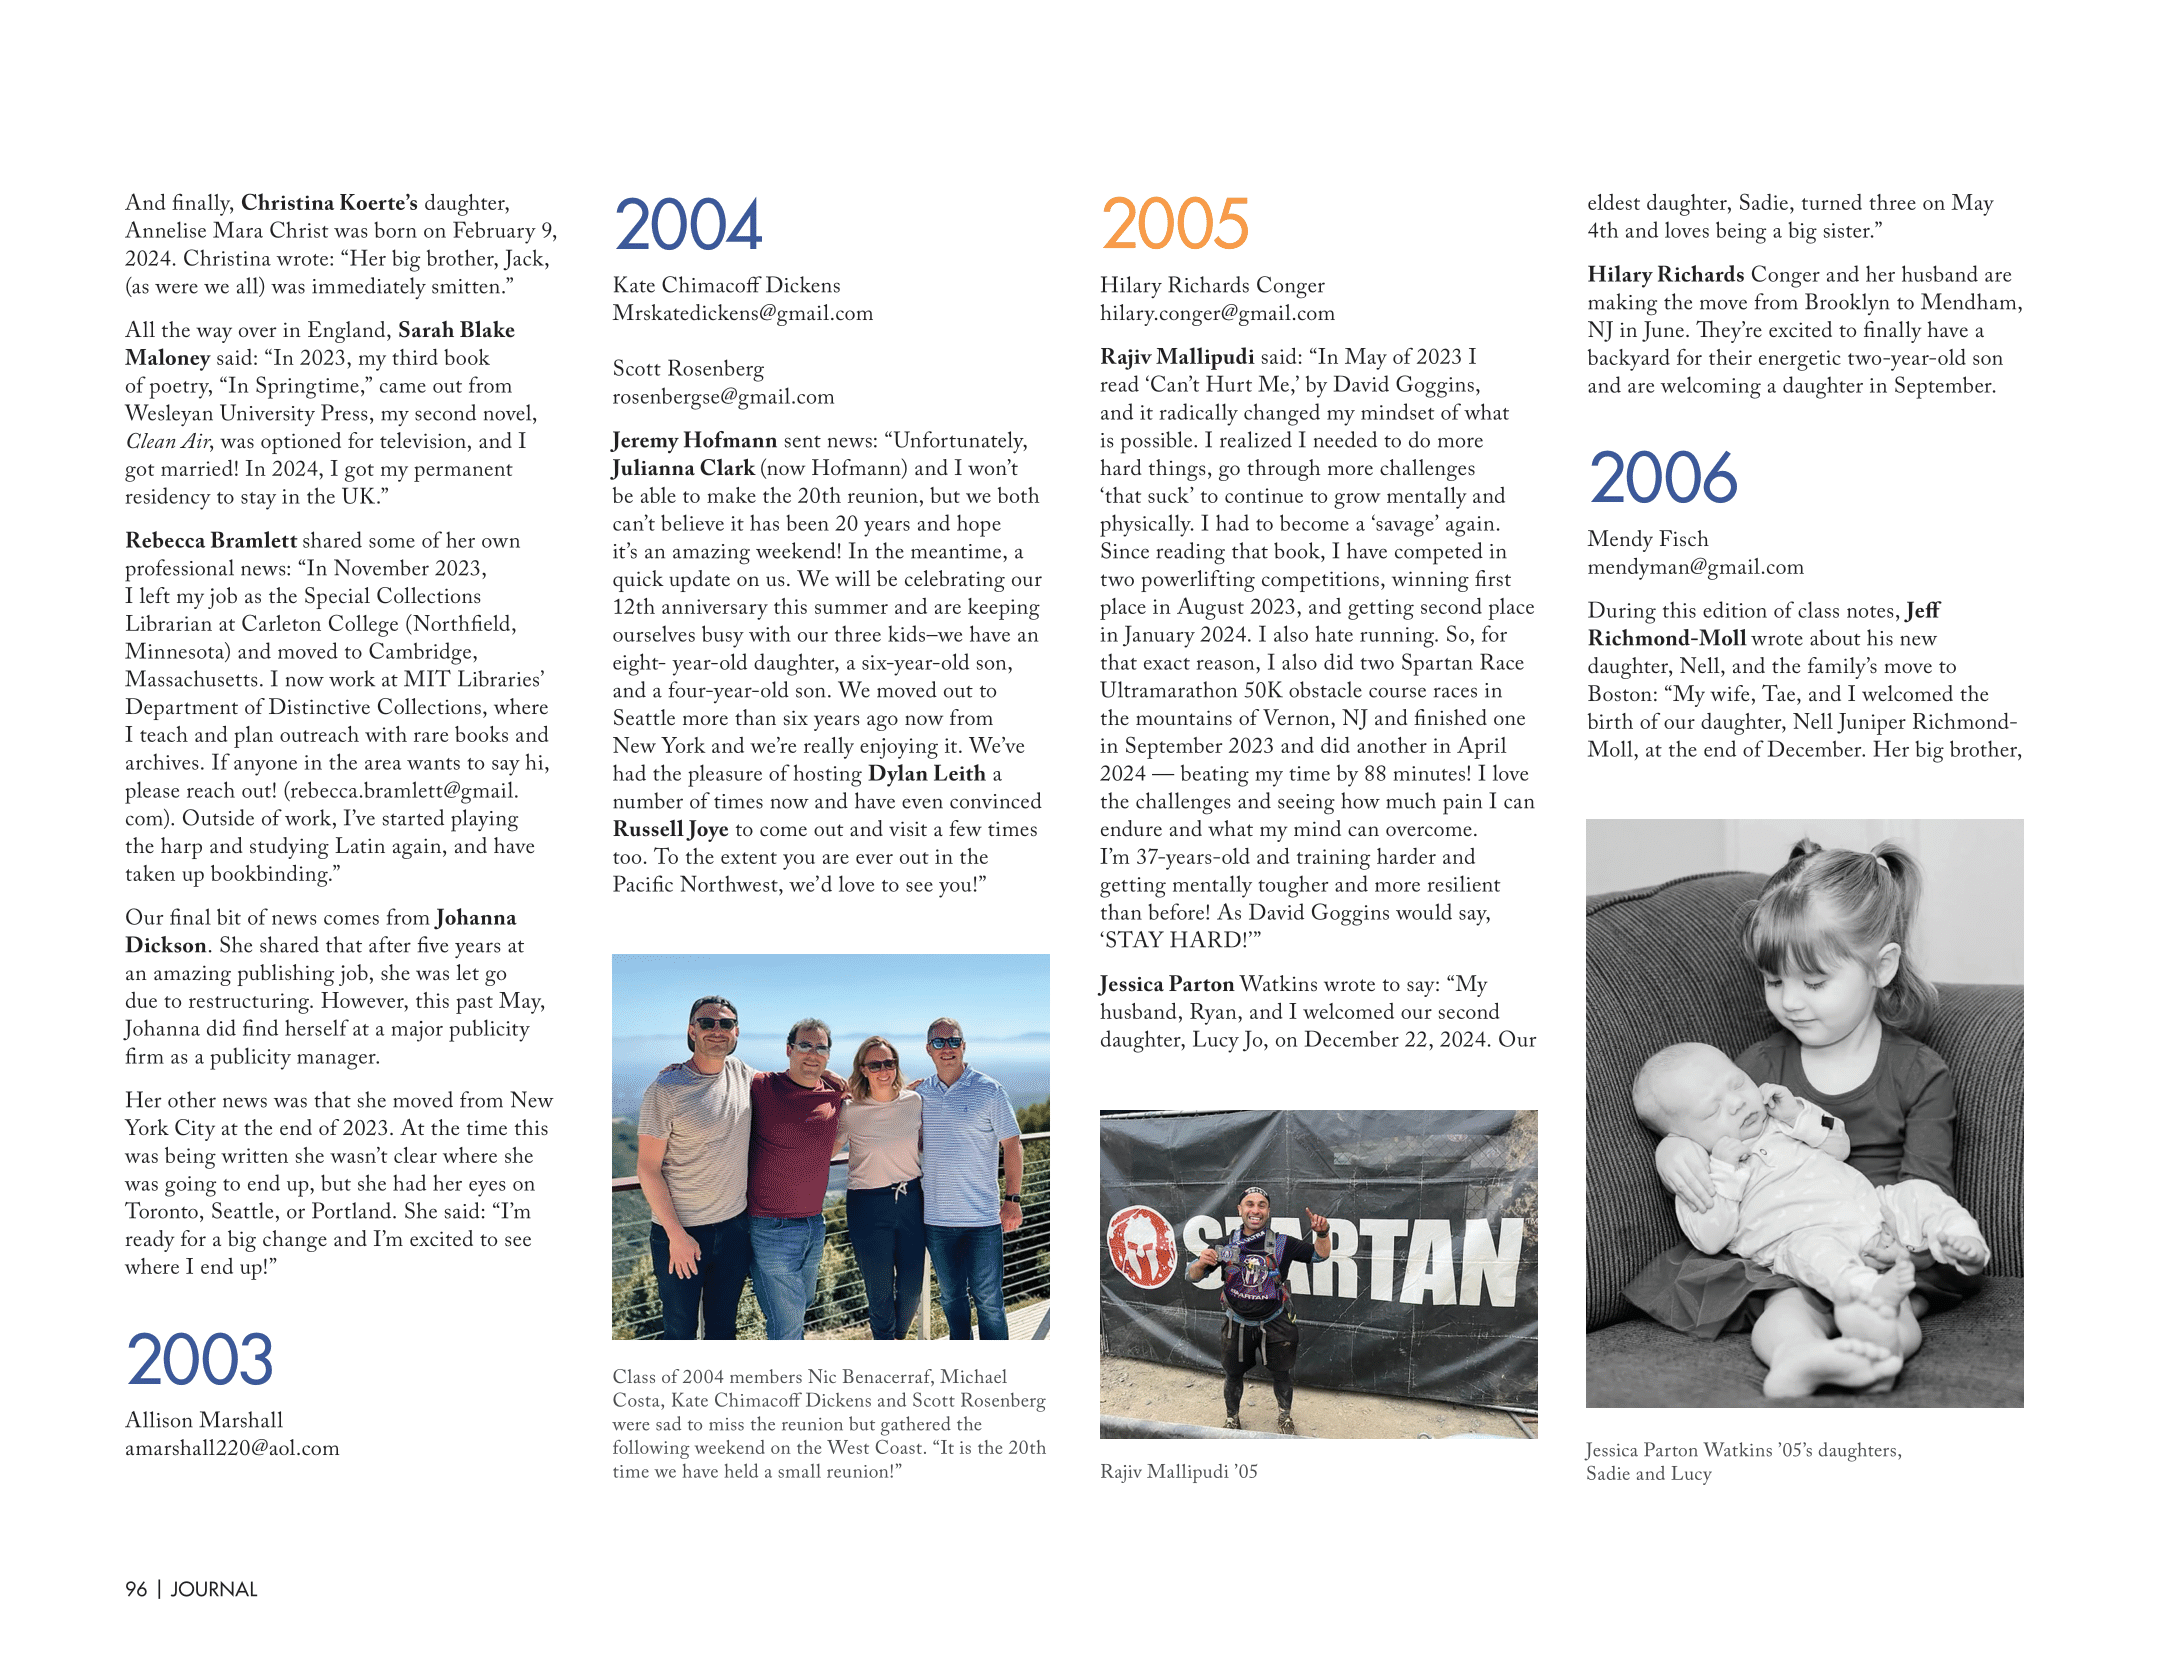 And finally, Christina Koerte’s daughter,
Annelise Mara Christ was born on February 9,
2024. Christina wrote: “Her big brother, Jack,
(as were we all) was immediately smitten.”
All the way over in England, Sarah Blake
Maloney said: “In 2023, my third book
of poetry, “In Springtime,” came out from
Wesleyan University Press, my second novel,
Clean Air, was optioned for television, and I
got married! In 2024, I got my permanent
residency to stay in the UK.”
Rebecca Bramlett shared some of her own
professional news: “In November 2023,
I left my job as the Special Collections
Librarian at Carleton College (Northfield,
Minnesota) and moved to Cambridge,
Massachusetts. I now work at MIT Libraries’
Department of Distinctive Collections, where
I teach and plan outreach with rare books and
archives. If anyone in the area wants to say hi,
please reach out! (rebecca.bramlett@gmail.
com). Outside of work, I’ve started playing
the harp and studying Latin again, and have
taken up bookbinding.”
Our final bit of news comes from Johanna
Dickson. She shared that after five years at
an amazing publishing job, she was let go
due to restructuring. However, this past May,
Johanna did find herself at a major publicity
firm as a publicity manager.
Her other news was that she moved from New
York City at the end of 2023. At the time this
was being written she wasn’t clear where she
was going to end up, but she had her eyes on
Toronto, Seattle, or Portland. She said: “I’m
ready for a big change and I’m excited to see
where I end up!”
2003
Allison Marshall
amarshall220@aol.com
2004
Kate Chimacoff Dickens
Mrskatedickens@gmail.com
Scott Rosenberg
rosenbergse@gmail.com
Jeremy Hofmann sent news: “Unfortunately,
Julianna Clark (now Hofmann) and I won’t
be able to make the 20th reunion, but we both
can’t believe it has been 20 years and hope
it’s an amazing weekend! In the meantime, a
quick update on us. We will be celebrating our
12th anniversary this summer and are keeping
ourselves busy with our three kids–we have an
eight- year-old daughter, a six-year-old son,
and a four-year-old son. We moved out to
Seattle more than six years ago now from
New York and we’re really enjoying it. We’ve
had the pleasure of hosting Dylan Leith a
number of times now and have even convinced
Russell Joye to come out and visit a few times
too. To the extent you are ever out in the
Pacific Northwest, we’d love to see you!”
Class of 2004 members Nic Benacerraf, Michael
Costa, Kate Chimacoff Dickens and Scott Rosenberg
were sad to miss the reunion but gathered the
following weekend on the West Coast. “It is the 20th
time we have held a small reunion!”
2005
Hilary Richards Conger
hilary.conger@gmail.com
Rajiv Mallipudi said: “In May of 2023 I
read ‘Can’t Hurt Me,’ by David Goggins,
and it radically changed my mindset of what
is possible. I realized I needed to do more
hard things, go through more challenges
‘that suck’ to continue to grow mentally and
physically. I had to become a ‘savage’ again.
Since reading that book, I have competed in
two powerlifting competitions, winning first
place in August 2023, and getting second place
in January 2024. I also hate running. So, for
that exact reason, I also did two Spartan Race
Ultramarathon 50K obstacle course races in
the mountains of Vernon, NJ and finished one
in September 2023 and did another in April
2024 — beating my time by 88 minutes! I love
the challenges and seeing how much pain I can
endure and what my mind can overcome.
I’m 37-years-old and training harder and
getting mentally tougher and more resilient
than before! As David Goggins would say,
‘STAY HARD!’”
Jessica Parton Watkins wrote to say: “My
husband, Ryan, and I welcomed our second
daughter, Lucy Jo, on December 22, 2024. Our
SPARTAN
SPARTAN
Rajiv Mallipudi ’05
eldest daughter, Sadie, turned three on May
4th and loves being a big sister.”
Hilary Richards Conger and her husband are
making the move from Brooklyn to Mendham,
NJ in June. They’re excited to finally have a
backyard for their energetic two-year-old son
and are welcoming a daughter in September.
2006
Mendy Fisch
mendyman@gmail.com
During this edition of class notes, Jeff
Richmond-Moll wrote about his new
daughter, Nell, and the family’s move to
Boston: “My wife, Tae, and I welcomed the
birth of our daughter, Nell Juniper Richmond-
Moll, at the end of December. Her big brother,
Jessica Parton Watkins ’05’s daughters,
Sadie and Lucy
96 | JOURNAL